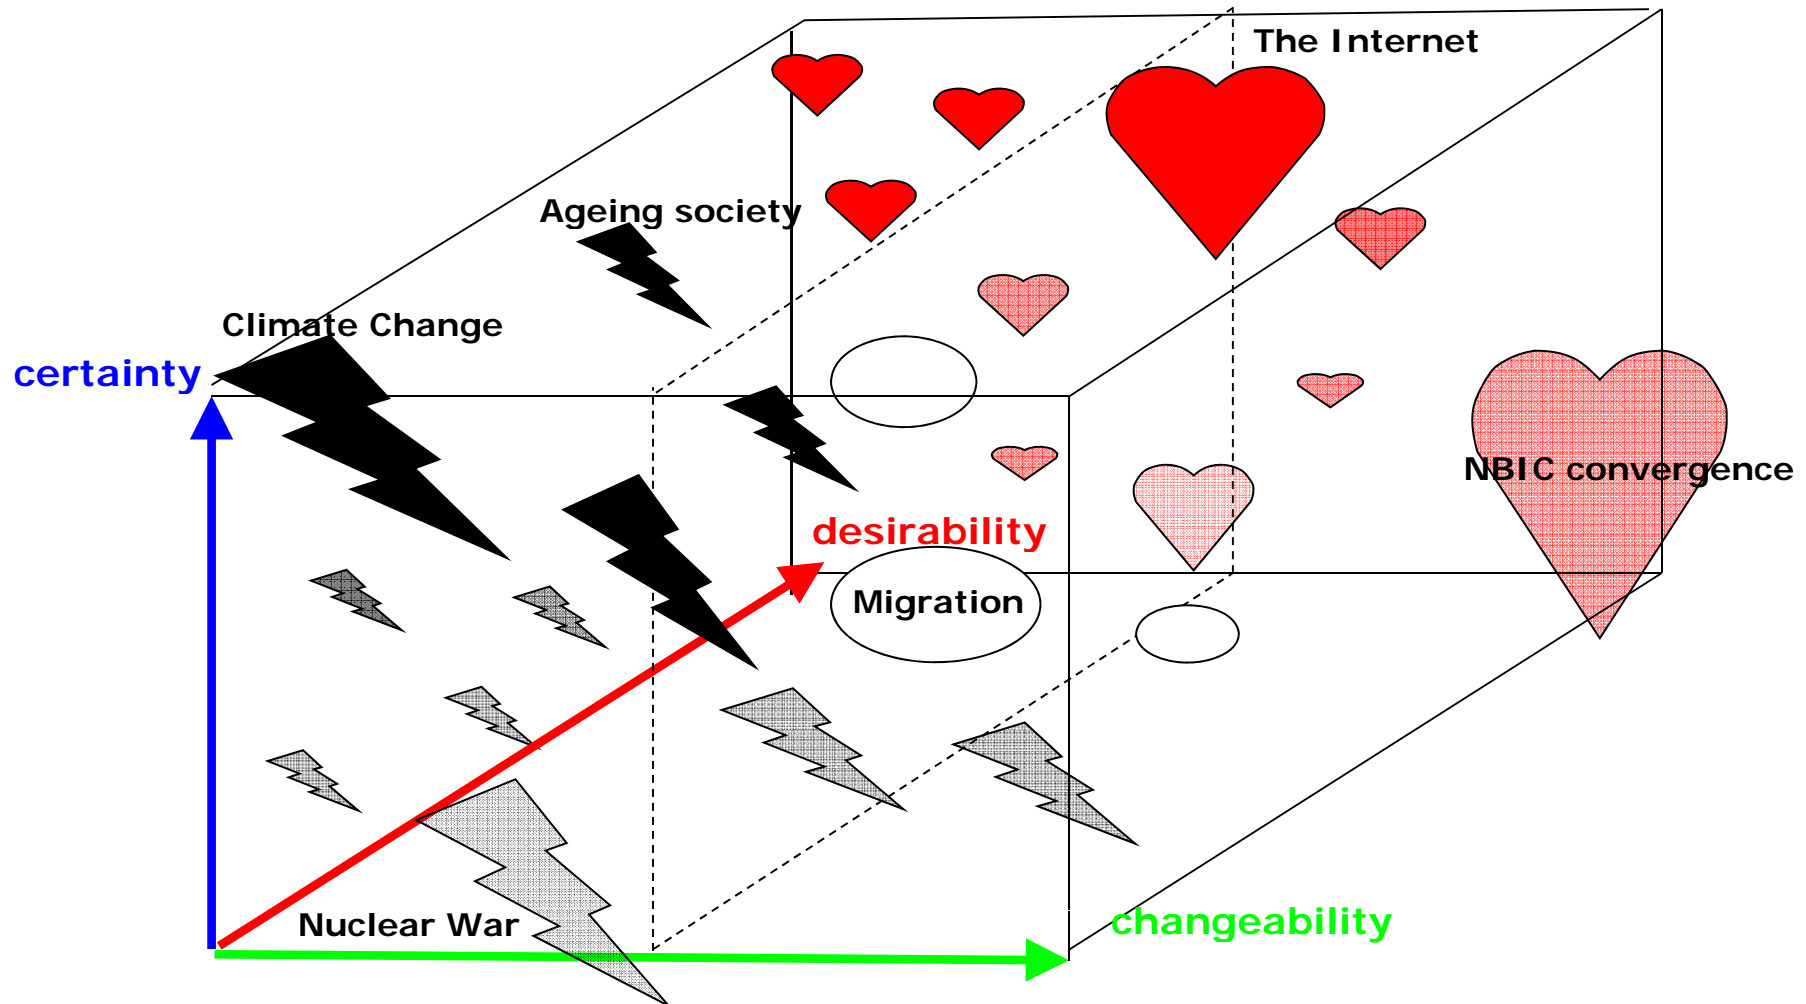 The Internet
Ageing society
Climate Change
certainty
NBIC convergence
desirability
Migration
changeability
Nuclear War